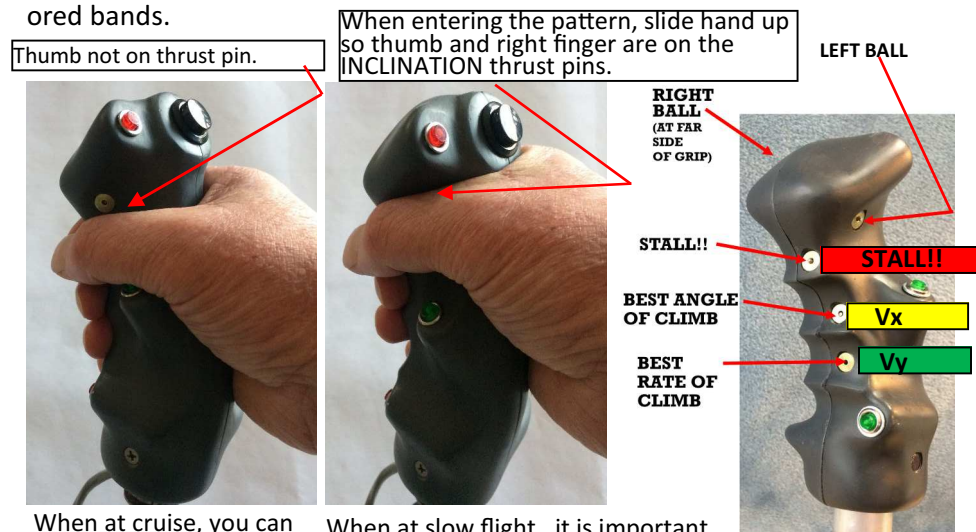 ored bands.
Thumb not on thrust pin.
When entering the pattern, slide hand up
so thumb and right finger are on the
INCLINATION thrust pins.
LEFT BALL
RIGHT
BALL
(AT FAR
SIDE
OF GRIP)
STALL!!
STALL!!
BEST ANGLE
OF CLIMB
Vx
BEST
RATE OF
CLIMB
Vy
When at cruise, you can
When at slow flight, it is important